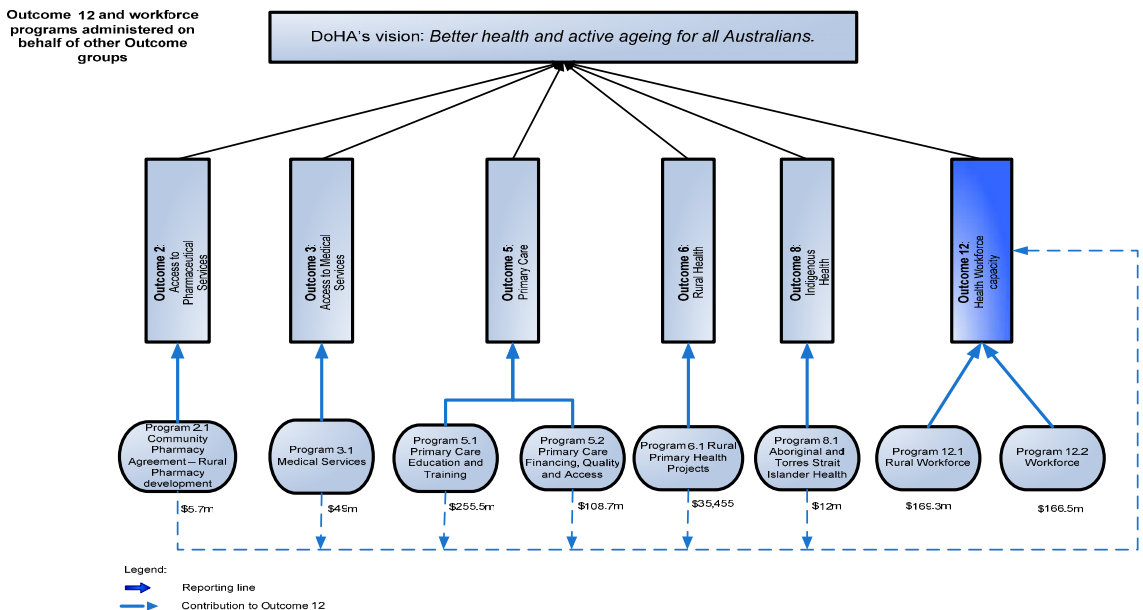 Outcome 12 and workforce
programs administered on
behalf of other Outcome
groups
DoHA's vision: Better health and active ageing for all Australians.
Outcome 2:
Access to
Pharmaceutical
Services
Outcome 3:
Access to Medical
Services
Outcome 5:
Primary Care
Outcome 6:
Rural Health
Outcome 8:
Indigenous
Health
Outcome 12:
Health Workforce
capacity
Program 2.1
Community
Pharmacy
Agreement – Rural
Pharmacy
development
Program 3.1
Medical Services
Program 5.1
Primary Care
Education and
Training
Program 5.2
Primary Care
Financing, Quality
and Access
Program 6.1 Rural
Primary Health
Projects
Program 8.1
Aboriginal and
Torres Strait
Islander Health
Program 12.1
Rural Workforce
Program 12.2
Workforce
$5.7m
$49m
$255.5m
$108.7m
$35,455
$12m
$169.3m
$166.5m
Legend:
Reporting line
Contribution to Outcome 12